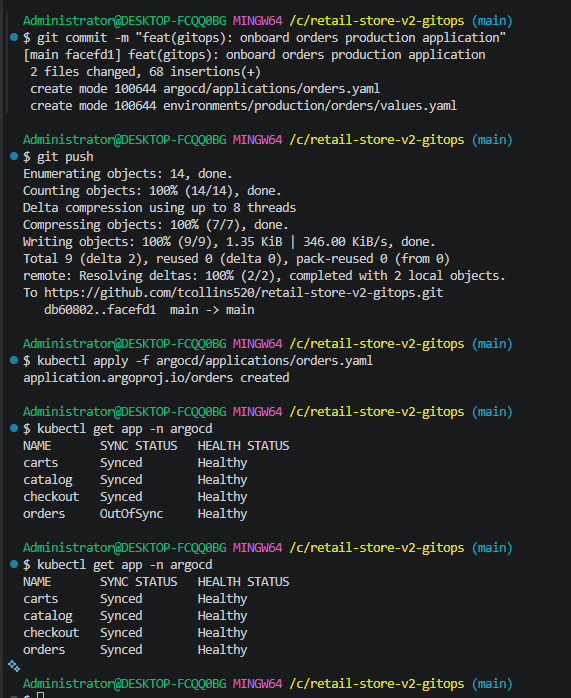 Administrator@DESKTOP-FCQQ0BG MINGW64 /c/retail-store-v2-gitops (main)
$ git commit -m "feat(gitops): onboard orders production application"
[main facefd1] feat(gitops): onboard orders production application
 2 files changed, 68 insertions(+)
 create mode 100644 argocd/applications/orders.yaml
 create mode 100644 environments/production/orders/values.yaml
Administrator@DESKTOP-FCQQ0BG MINGW64 /c/retail-store-v2-gitops (main)
$ git push
Enumerating objects: 14, done.
Counting objects: 100% (14/14), done.
Delta compression using up to 8 threads
Compressing objects: 100% (7/7), done.
Writing objects: 100% (9/9), 1.35 KiB | 346.00 KiB/s, done.
Total 9 (delta 2), reused 0 (delta 0), pack-reused 0 (from 0)
remote: Resolving deltas: 100% (2/2), completed with 2 local objects.
To https://github.com/tcollins520/retail-store-v2-gitops.git
   db60802..facefd1  main -> main
Administrator@DESKTOP-FCQQ0BG MINGW64 /c/retail-store-v2-gitops (main)
$ kubectl apply -f argocd/applications/orders.yaml
application.argoproj.io/orders created
Administrator@DESKTOP-FCQQ0BG MINGW64 /c/retail-store-v2-gitops (main)
$ kubectl get app -n argocd
NAME       SYNC STATUS   HEALTH STATUS
carts      Synced        Healthy
catalog    Synced        Healthy
checkout   Synced        Healthy
orders     OutOfSync     Healthy
Administrator@DESKTOP-FCQQ0BG MINGW64 /c/retail-store-v2-gitops (main)
$ kubectl get app -n argocd
NAME       SYNC STATUS   HEALTH STATUS
carts      Synced        Healthy
catalog    Synced        Healthy
checkout   Synced        Healthy
orders     Synced        Healthy
Administrator@DESKTOP-FCQQ0BG MINGW64 /c/retail-store-v2-gitops (main)
$